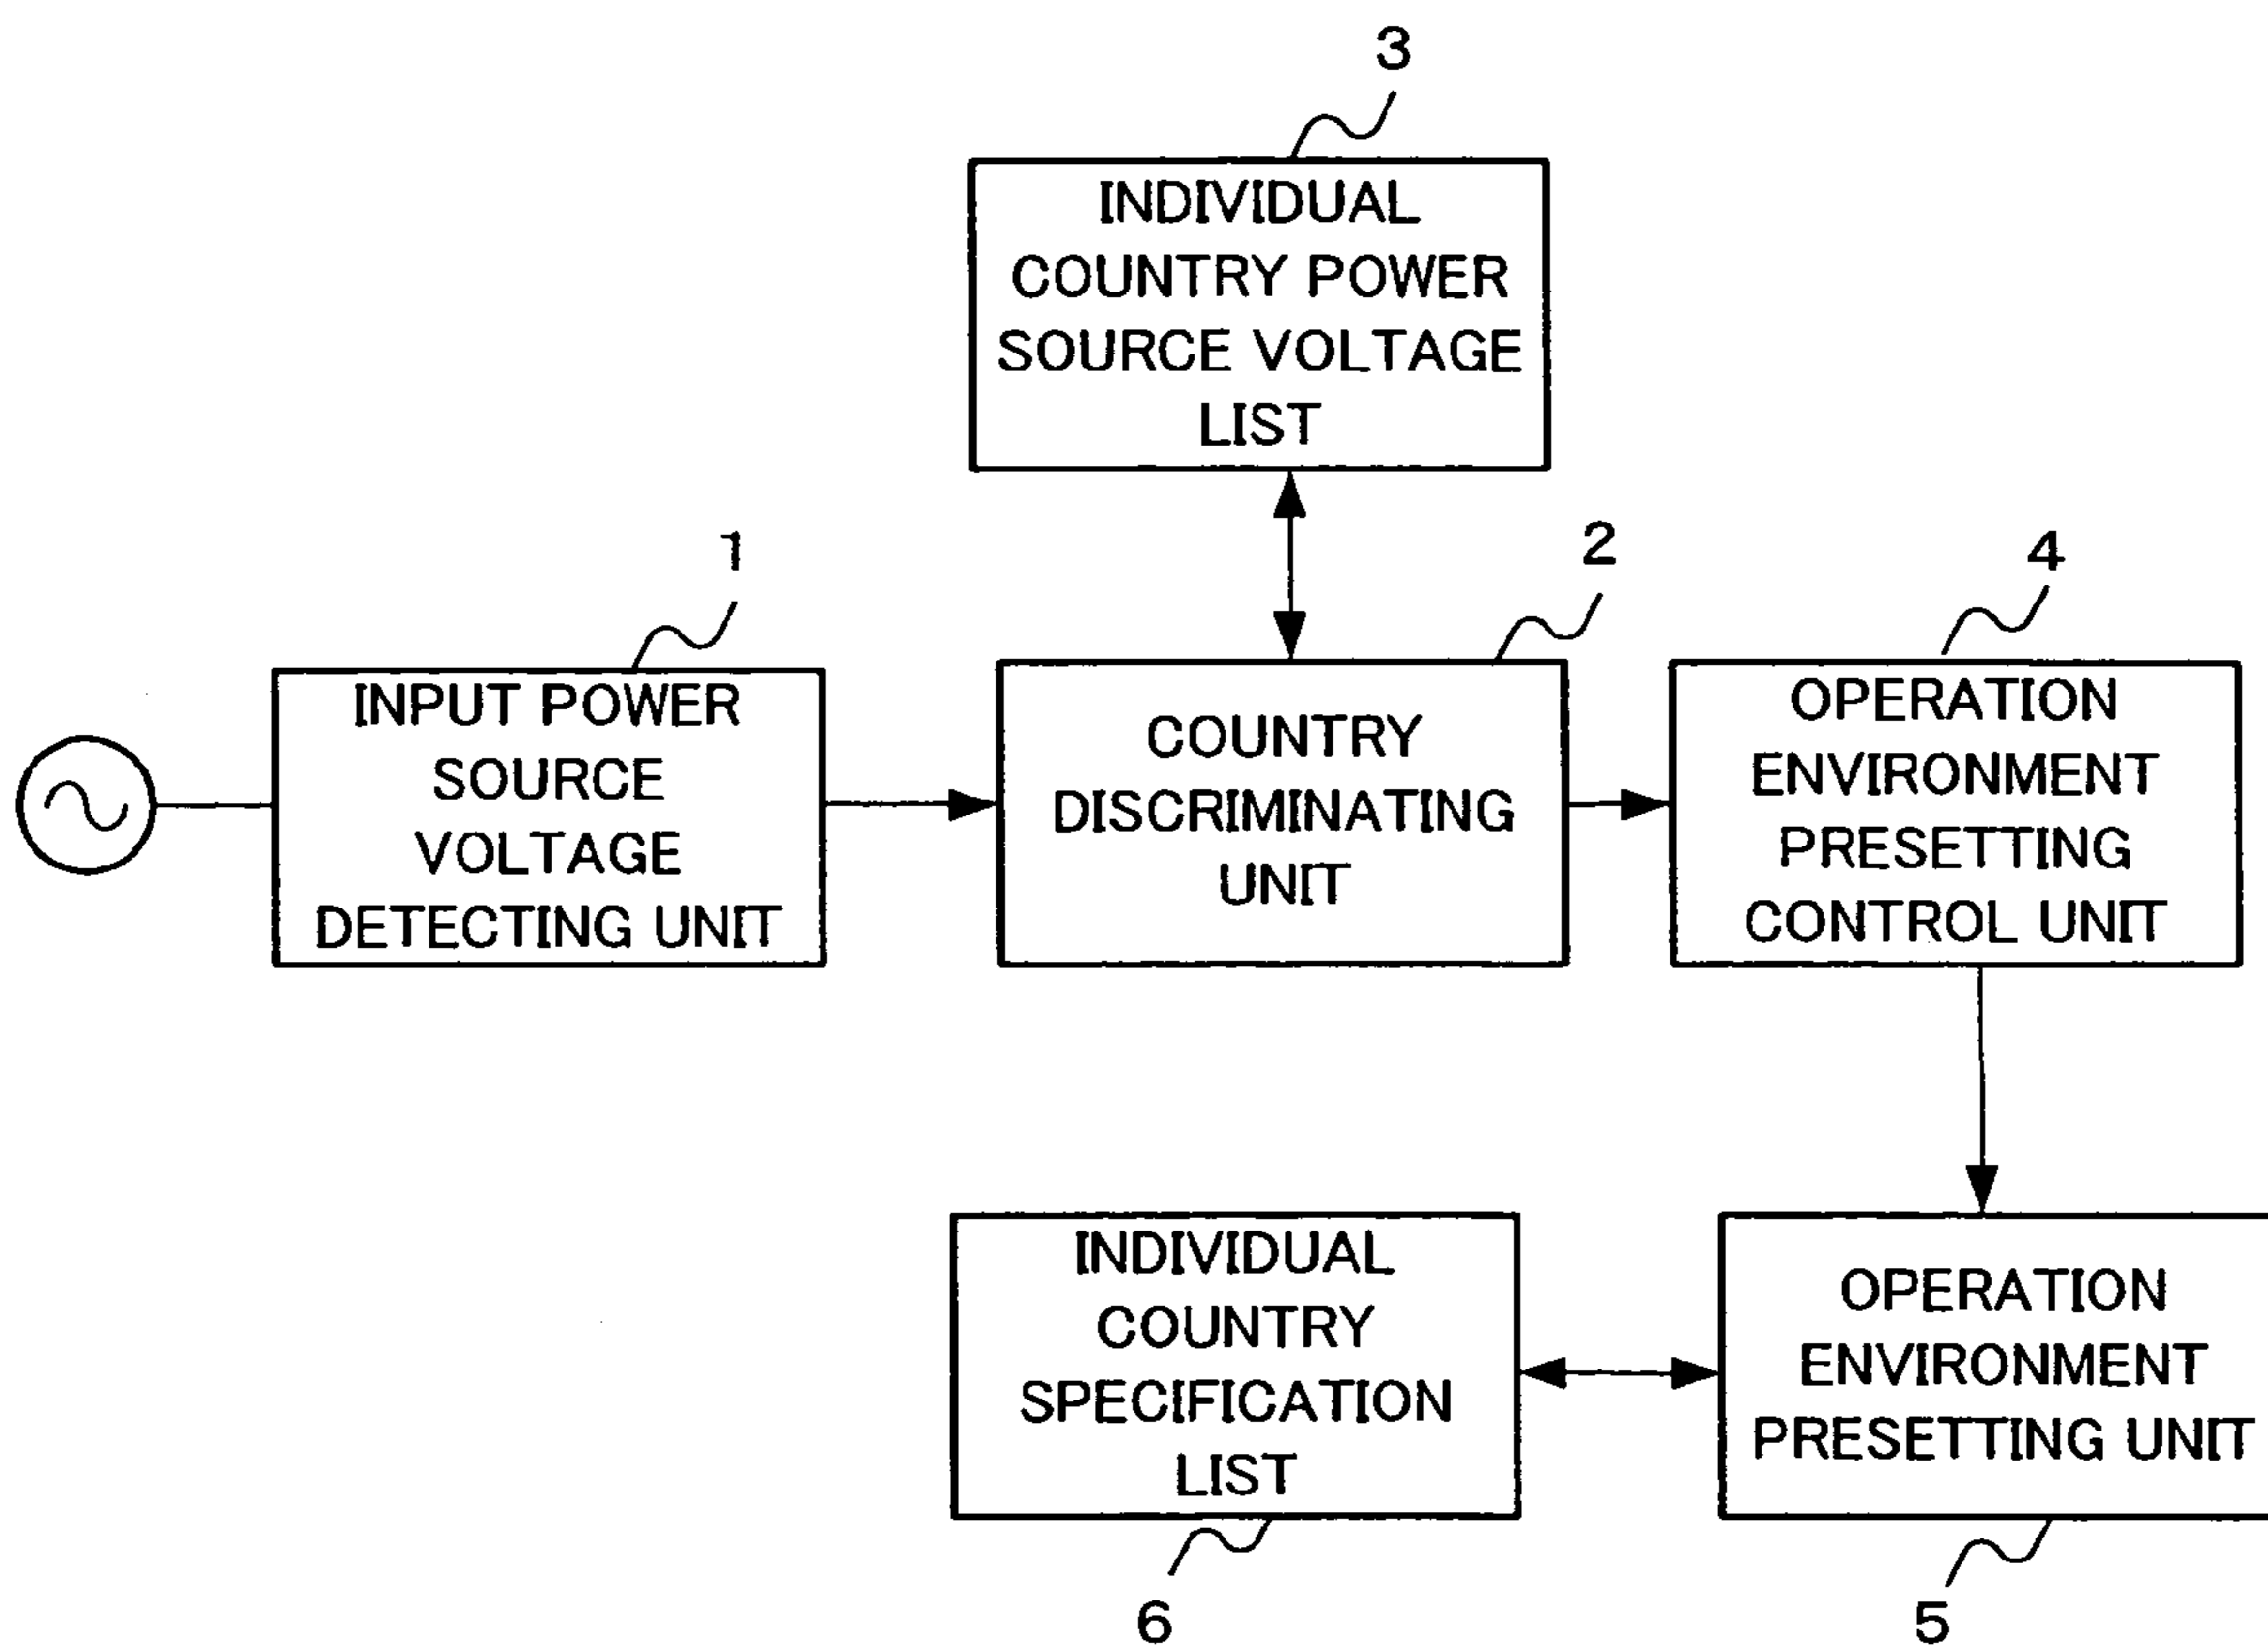 3
INDIVIDUAL
COUNTRY POWER
SOURCE VOLTAGE
LIST
1
INPUT POWER
SOURCE
VOLTAGE
DETECTING UNIT
2
COUNTRY
DISCRIMINATING
UNIT
4
OPERATION
ENVIRONMENT
PRESETTING
CONTROL UNIT
INDIVIDUAL
COUNTRY
SPECIFICATION
LIST
6
OPERATION
ENVIRONMENT
PRESETTING UNIT
5